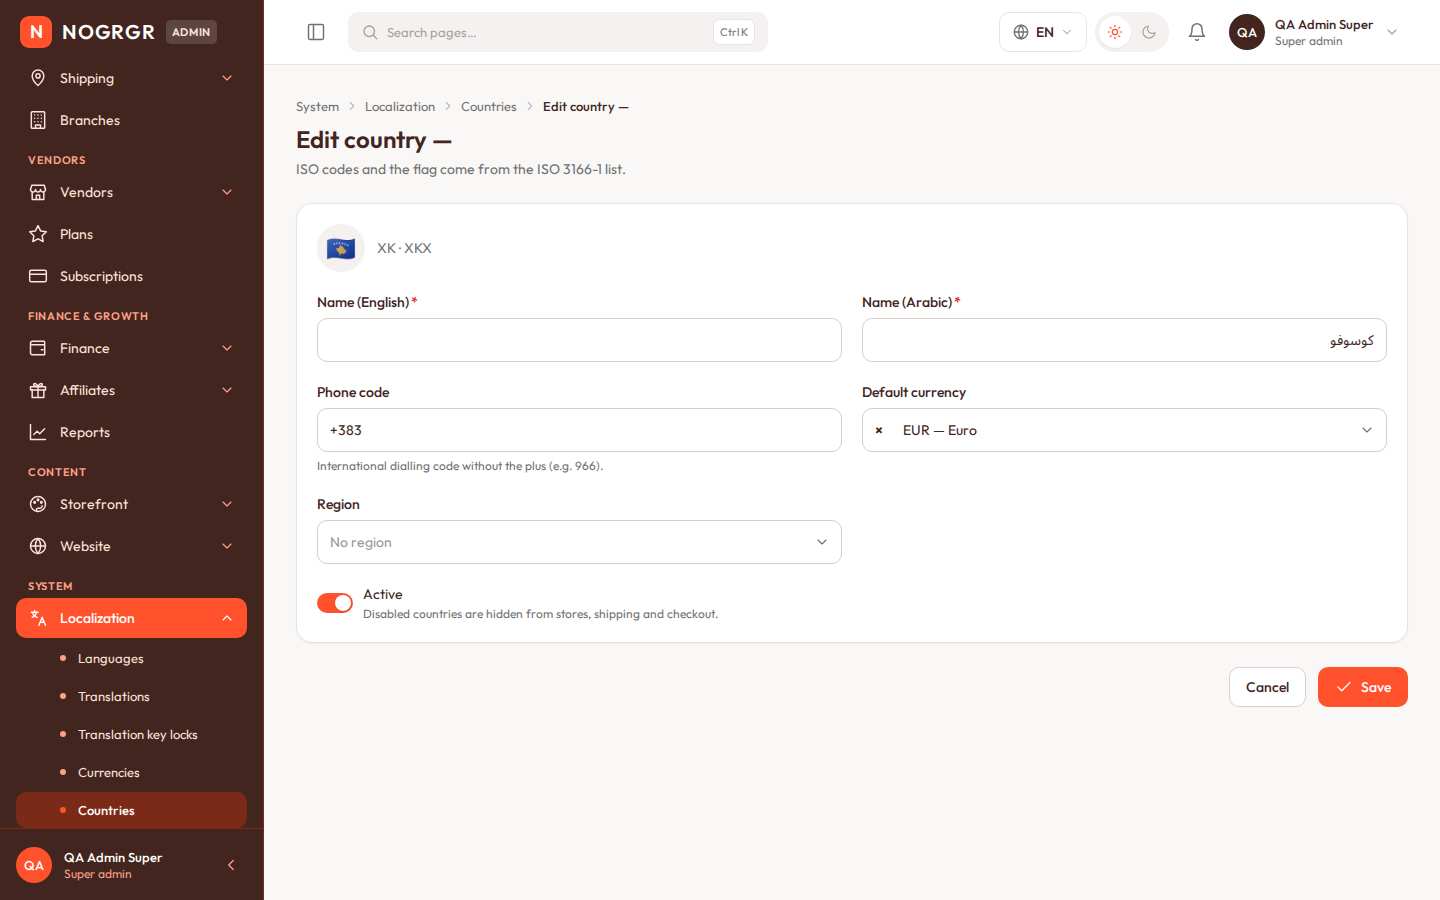 N NOGRGR ADMIN
Shipping
Branches
VENDORS
Vendors
Plans
Subscriptions
FINANCE & GROWTH
Finance
Affiliates
Reports
CONTENT
Storefront
Website
SYSTEM
Localization
Languages
Translations
Translation key locks
Currencies
Countries
QA QA Admin Super
Super admin
Search pages... Ctrl K
EN
QA QA Admin Super
Super admin
System > Localization > Countries > Edit country —
Edit country —
ISO codes and the flag come from the ISO 3166-1 list.
XK · XKX
Name (English) *
Name (Arabic) *
كوسوفو
Phone code
+383
International dialling code without the plus (e.g. 966).
Default currency
× EUR — Euro
Region
No region
Active
Disabled countries are hidden from stores, shipping and checkout.
Cancel
Save